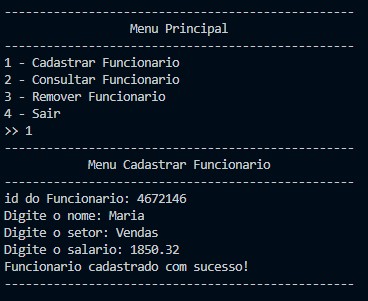 --------------------------------------------------
Menu Principal
--------------------------------------------------
1 - Cadastrar Funcionario
2 - Consultar Funcionario
3 - Remover Funcionario
4 - Sair
>> 1
--------------------------------------------------
Menu Cadastrar Funcionario
--------------------------------------------------
id do Funcionario: 4672146
Digite o nome: Maria
Digite o setor: Vendas
Digite o salario: 1850.32
Funcionario cadastrado com sucesso!
--------------------------------------------------